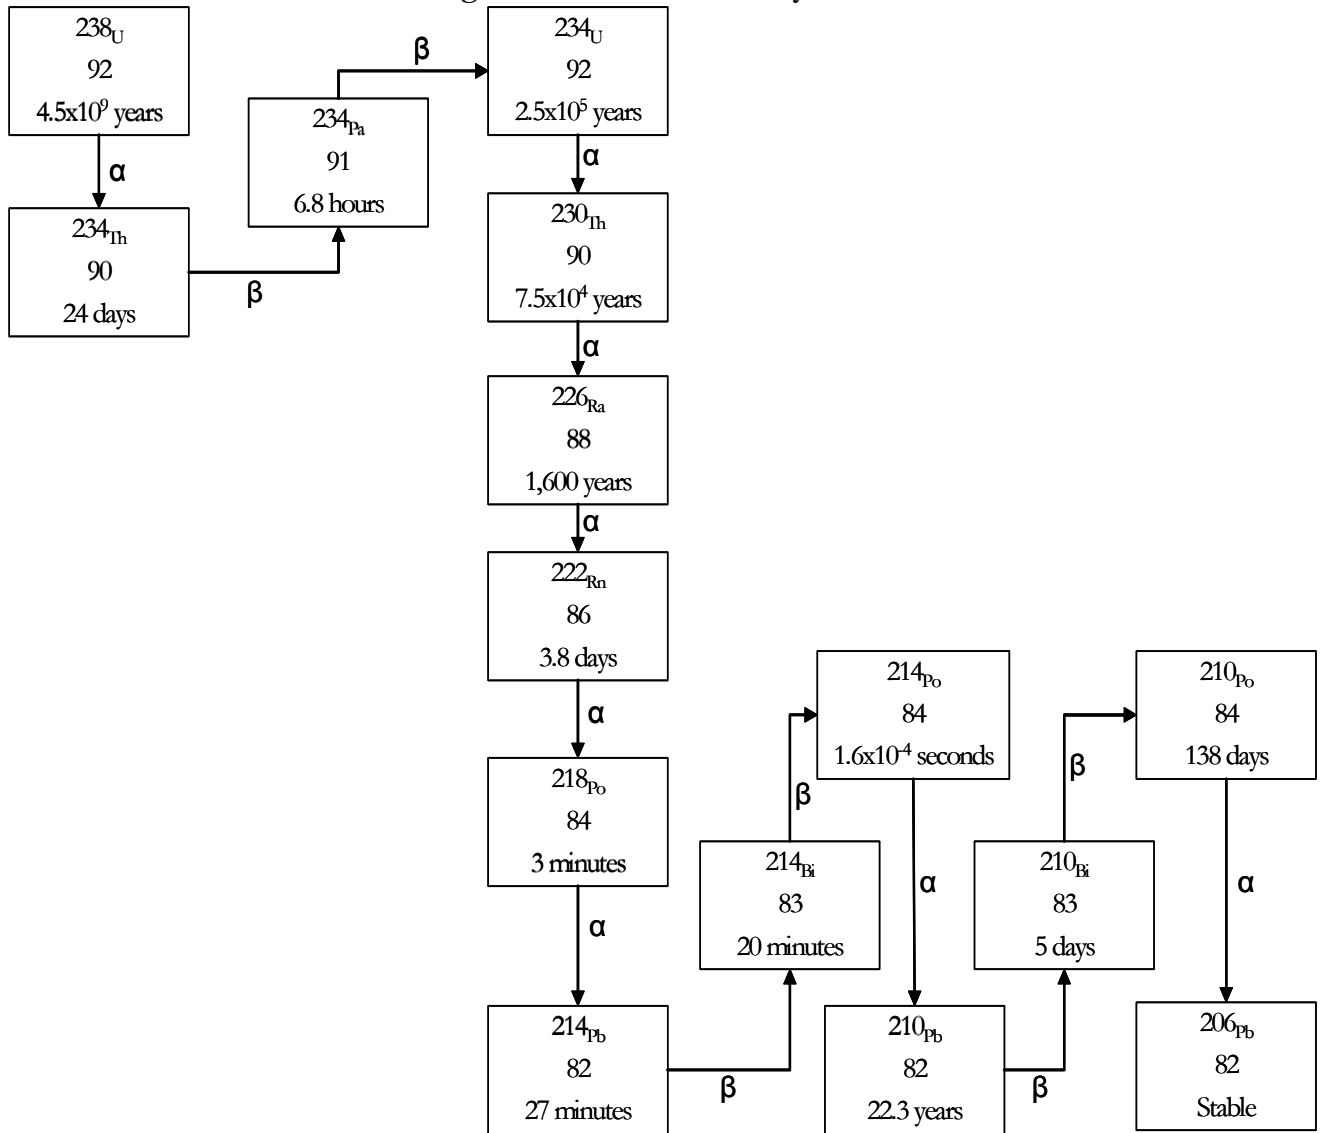 238U
92
4.5x10⁹ years
α
234Th
90
24 days
β
234Pa
91
6.8 hours
β
234U
92
2.5x10⁵ years
α
230Th
90
7.5x10⁴ years
α
226Ra
88
1,600 years
α
222Rn
86
3.8 days
α
218Po
84
3 minutes
α
214Pb
82
27 minutes
β
214Bi
83
20 minutes
β
214Po
84
1.6x10⁻⁴ seconds
α
210Pb
82
22.3 years
β
210Bi
83
5 days
β
210Po
84
138 days
α
206Pb
82
Stable